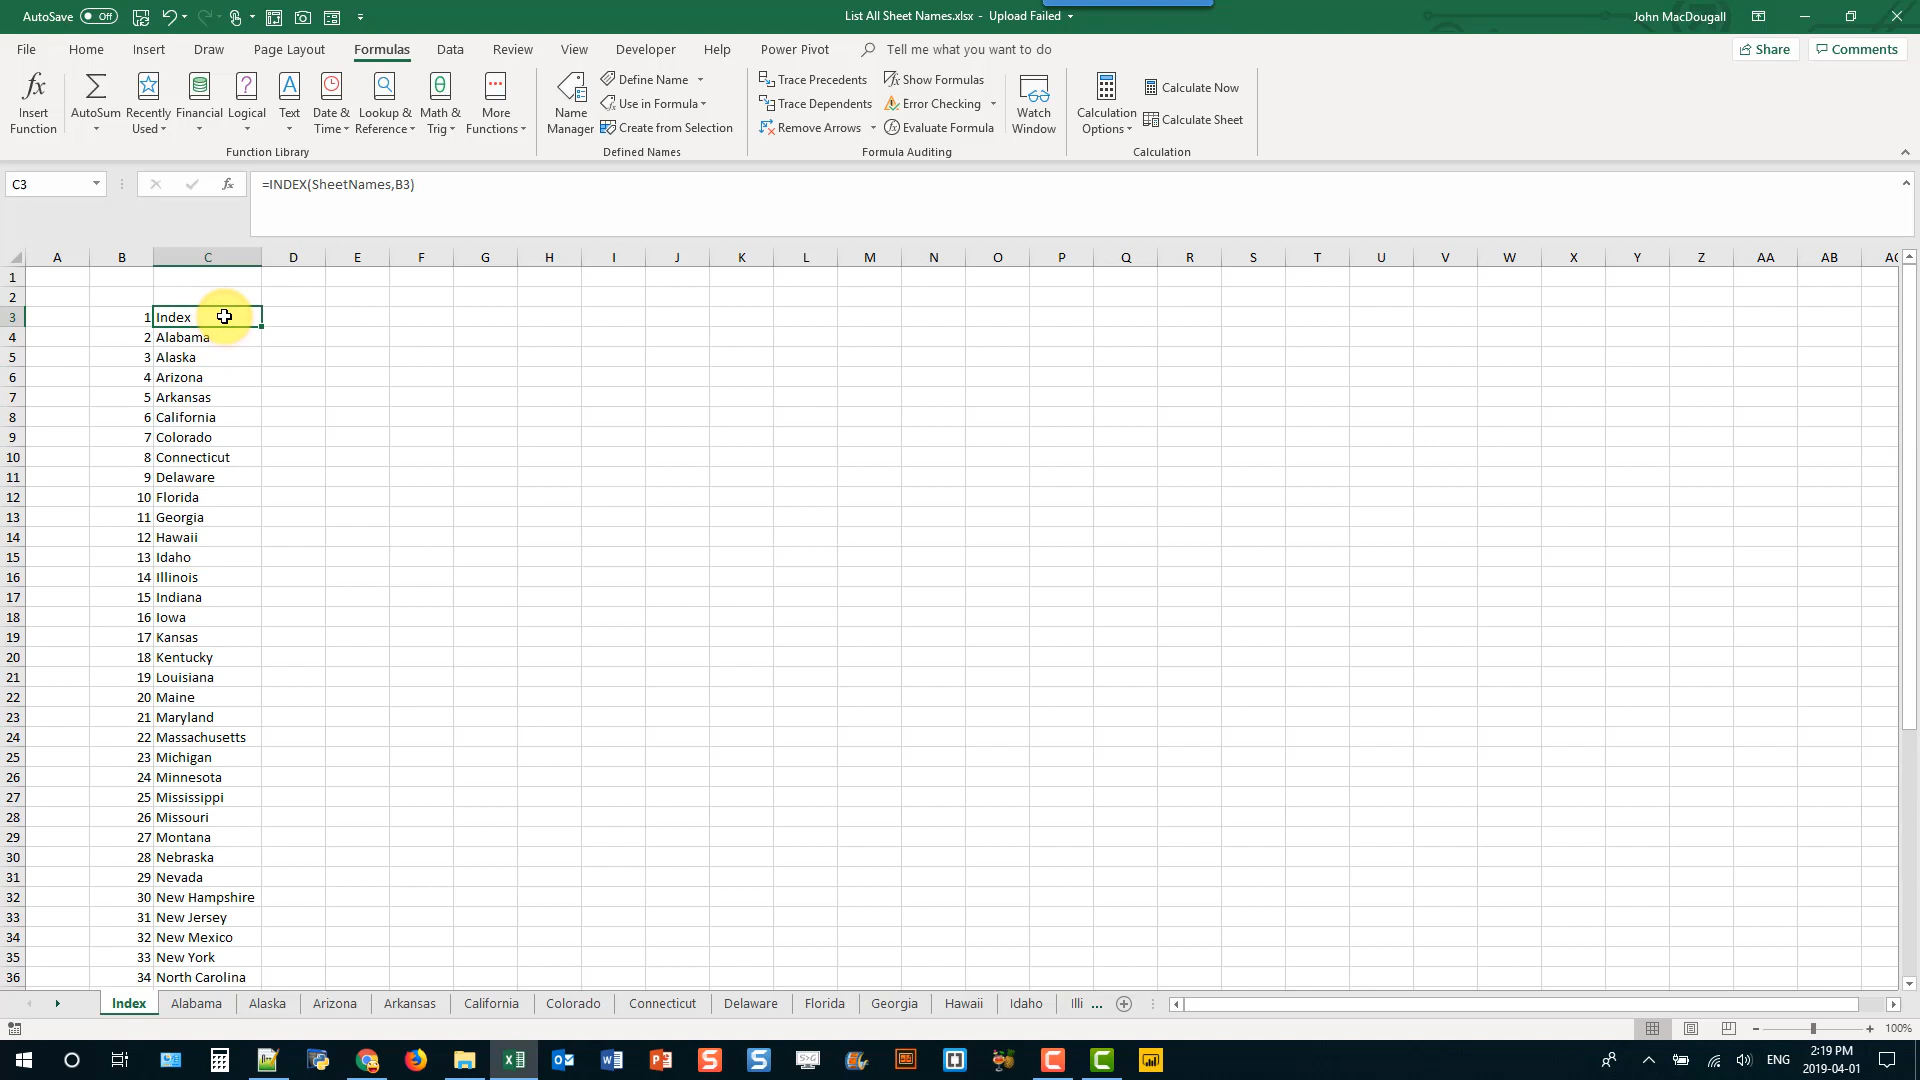 AutoSave Off List All Sheet Names.xlsx - Upload Failed John MacDougall
File Home Insert Draw Page Layout Formulas Data Review View Developer Help Power Pivot Tell me what you want to do Share Comments
Insert Function
AutoSum
Recently Used
Financial
Logical
Text
Date & Time
Lookup & Reference
Math & Trig
More Functions
Function Library
Name Manager
Define Name
Use in Formula
Create from Selection
Defined Names
Trace Precedents
Trace Dependents
Remove Arrows
Show Formulas
Error Checking
Evaluate Formula
Watch Window
Formula Auditing
Calculation Options
Calculate Now
Calculate Sheet
Calculation
C3 fx =INDEX(SheetNames,B3)
A B C D E F G H I J K L M N O P Q R S T U V W X Y Z AA AB
1
2
3 1 Index
4 2 Alabama
5 3 Alaska
6 4 Arizona
7 5 Arkansas
8 6 California
9 7 Colorado
10 8 Connecticut
11 9 Delaware
12 10 Florida
13 11 Georgia
14 12 Hawaii
15 13 Idaho
16 14 Illinois
17 15 Indiana
18 16 Iowa
19 17 Kansas
20 18 Kentucky
21 19 Louisiana
22 20 Maine
23 21 Maryland
24 22 Massachusetts
25 23 Michigan
26 24 Minnesota
27 25 Mississippi
28 26 Missouri
29 27 Montana
30 28 Nebraska
31 29 Nevada
32 30 New Hampshire
33 31 New Jersey
34 32 New Mexico
35 33 New York
36 34 North Carolina
Index Alabama Alaska Arizona Arkansas California Colorado Connecticut Delaware Florida Georgia Hawaii Idaho Illi ...
100%
ENG 2:19 PM
2019-04-01